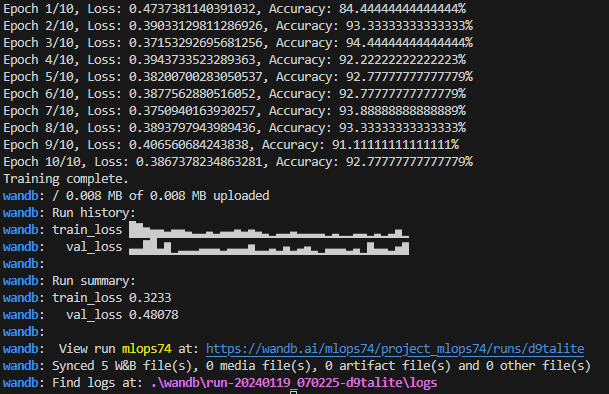 Epoch 1/10, Loss: 0.4737381140391032, Accuracy: 84.44444444444444%
Epoch 2/10, Loss: 0.39033129811286926, Accuracy: 93.33333333333333%
Epoch 3/10, Loss: 0.37153292695681256, Accuracy: 94.44444444444444%
Epoch 4/10, Loss: 0.3943733523289363, Accuracy: 92.22222222222223%
Epoch 5/10, Loss: 0.38200700283050537, Accuracy: 92.77777777777779%
Epoch 6/10, Loss: 0.3877562880516052, Accuracy: 92.77777777777779%
Epoch 7/10, Loss: 0.3750940163930257, Accuracy: 93.88888888888889%
Epoch 8/10, Loss: 0.3893797943989436, Accuracy: 93.33333333333333%
Epoch 9/10, Loss: 0.406560684243838, Accuracy: 91.11111111111111%
Epoch 10/10, Loss: 0.3867378234863281, Accuracy: 92.77777777777779%
Training complete.
wandb: / 0.008 MB of 0.008 MB uploaded
wandb: Run history:
wandb: train_loss
wandb:   val_loss
wandb:
wandb: Run summary:
wandb: train_loss 0.3233
wandb:   val_loss 0.48078
wandb:
wandb:  View run mlops74 at: https://wandb.ai/mlops74/project_mlops74/runs/d9talite
wandb: Synced 5 W&B file(s), 0 media file(s), 0 artifact file(s) and 0 other file(s)
wandb: Find logs at: .\wandb\run-20240119_070225-d9talite\logs